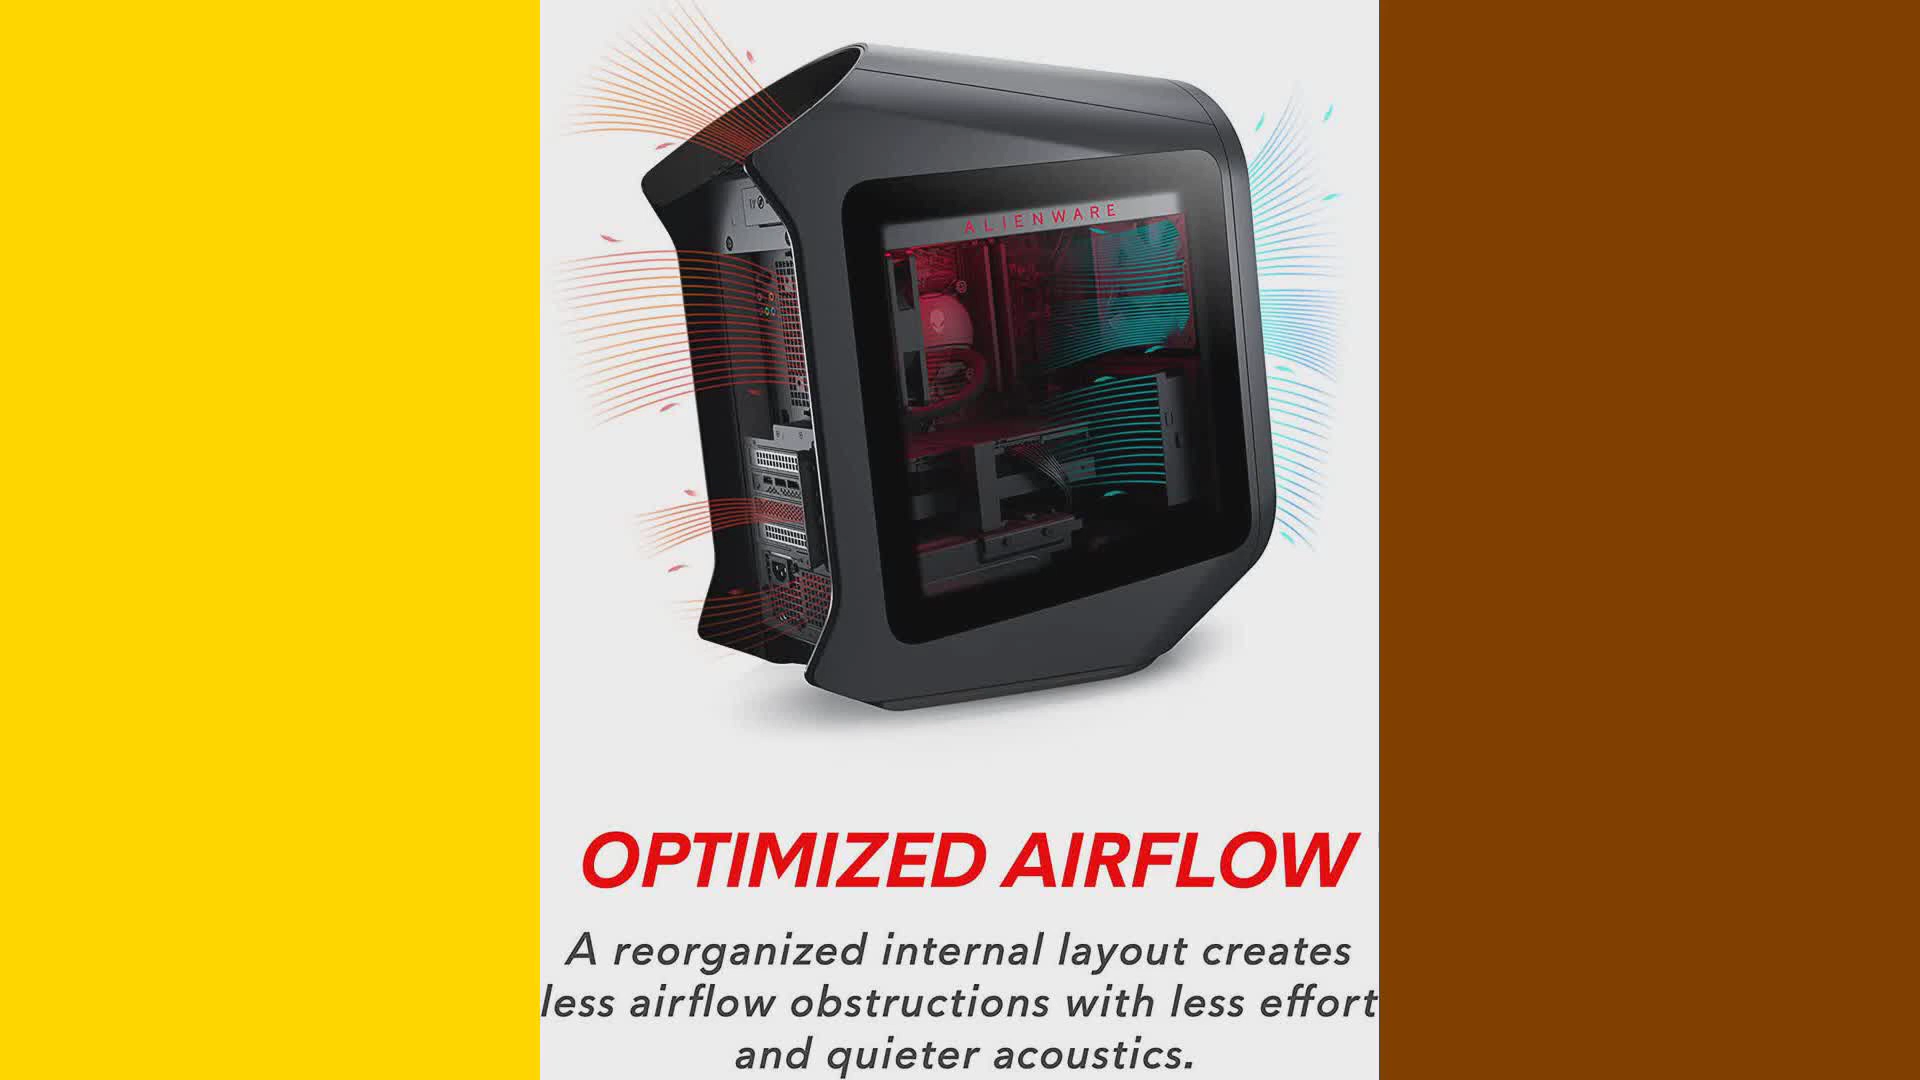 ALIENWARE
OPTIMIZED AIRFLOW
A reorganized internal layout creates
less airflow obstructions with less effort
and quieter acoustics.